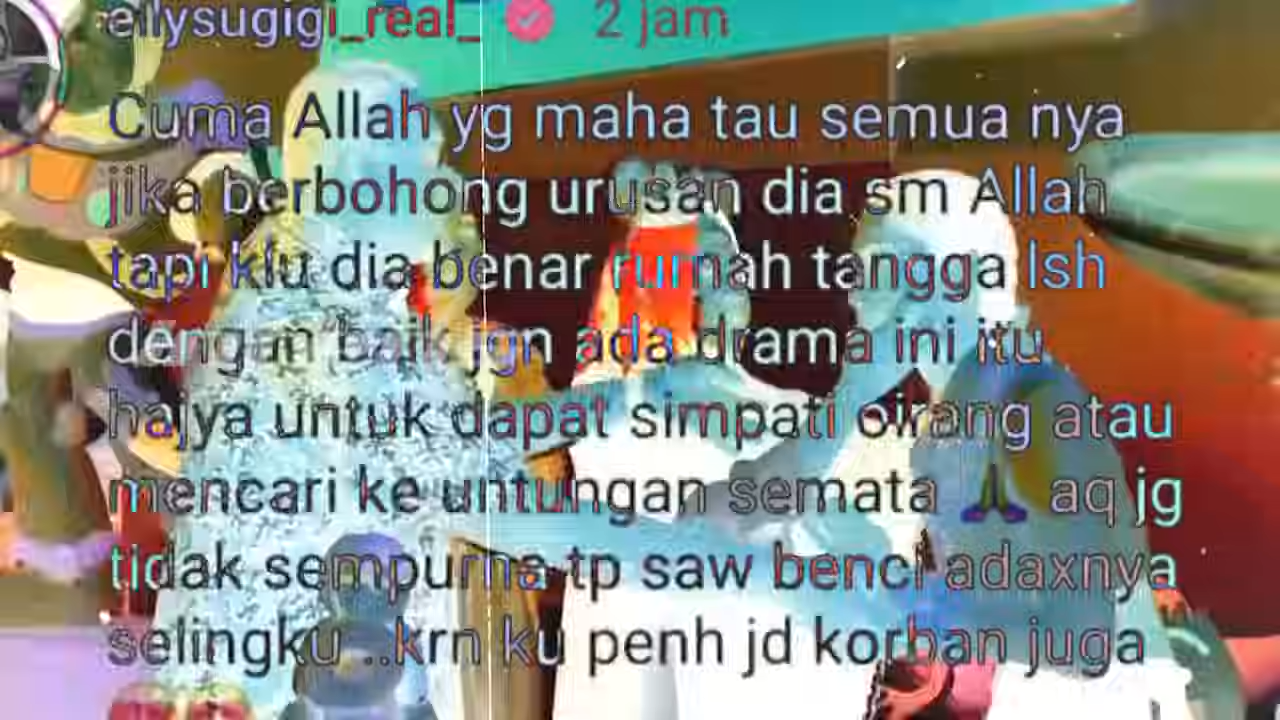 ellysugigi_real_ 2 jam
Cuma Allah yg maha tau semua nya
jika berbohong urusan dia sm Allah
tapi klu dia benar rumah tangga lsh
dengan baik jgn ada drama ini itu
hajya untuk dapat simpati oirang atau
mencari ke untungan semata 🙏 aq jg
tidak sempurna tp saw benci adaxnya
selingku ..krn ku penh jd korban juga